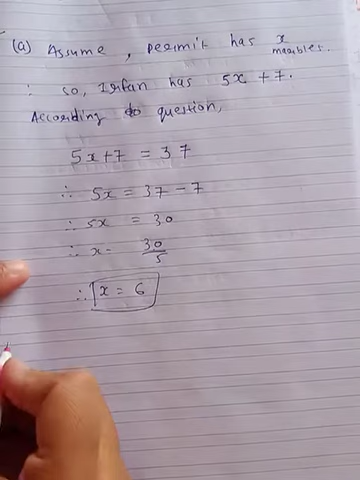 (a) Assume, permit has x marbles.
∴ so, Irfan has 5x + 7.
According to question,
5x + 7 = 37
∴ 5x = 37 - 7
∴ 5x = 30
∴ x = 30/5
∴ x = 6